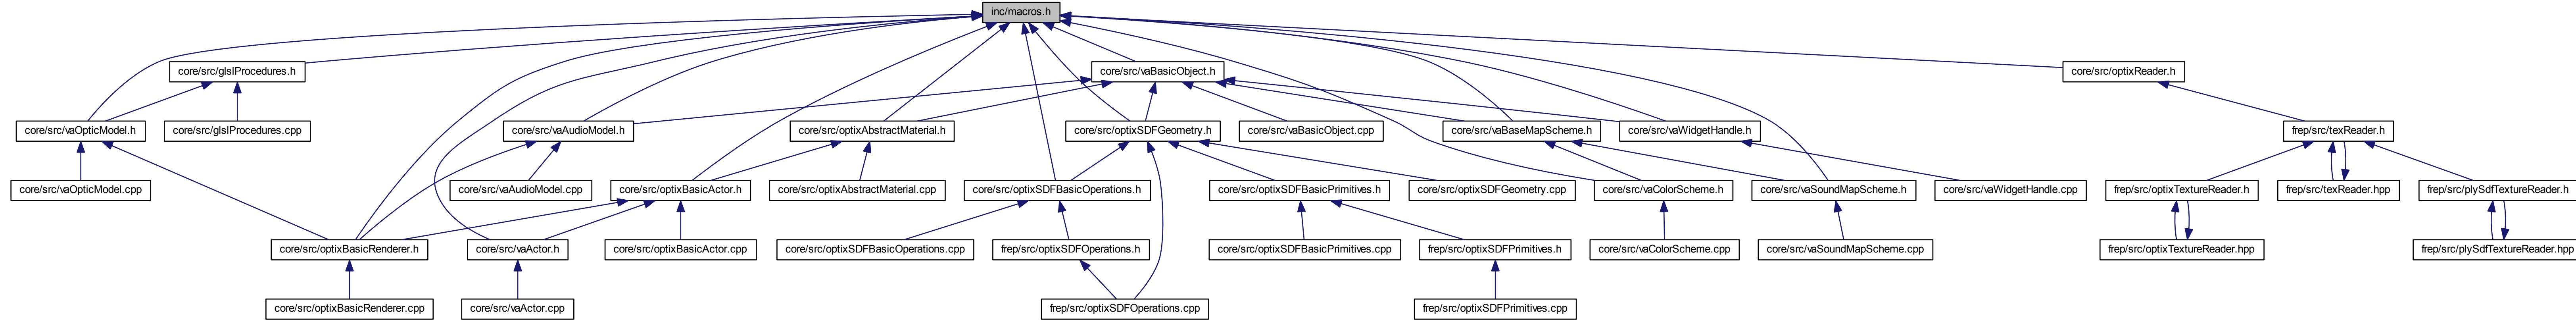 inc/macros.h
core/src/glslProcedures.h
core/src/vaBasicObject.h
core/src/optixReader.h
core/src/vaOpticModel.h
core/src/glslProcedures.cpp
core/src/vaAudioModel.h
core/src/optixAbstractMaterial.h
core/src/optixSDFGeometry.h
core/src/vaBasicObject.cpp
core/src/vaBaseMapScheme.h
core/src/vaWidgetHandle.h
frep/src/texReader.h
core/src/vaOpticModel.cpp
core/src/vaAudioModel.cpp
core/src/optixBasicActor.h
core/src/optixAbstractMaterial.cpp
core/src/optixSDFBasicOperations.h
core/src/optixSDFBasicPrimitives.h
core/src/optixSDFGeometry.cpp
core/src/vaColorScheme.h
core/src/vaSoundMapScheme.h
core/src/vaWidgetHandle.cpp
frep/src/optixTextureReader.h
frep/src/texReader.hpp
frep/src/plySdfTextureReader.h
core/src/optixBasicRenderer.h
core/src/vaActor.h
core/src/optixBasicActor.cpp
core/src/optixSDFBasicOperations.cpp
frep/src/optixSDFOperations.h
core/src/optixSDFBasicPrimitives.cpp
frep/src/optixSDFPrimitives.h
core/src/vaColorScheme.cpp
core/src/vaSoundMapScheme.cpp
frep/src/optixTextureReader.hpp
frep/src/plySdfTextureReader.hpp
core/src/optixBasicRenderer.cpp
core/src/vaActor.cpp
frep/src/optixSDFOperations.cpp
frep/src/optixSDFPrimitives.cpp